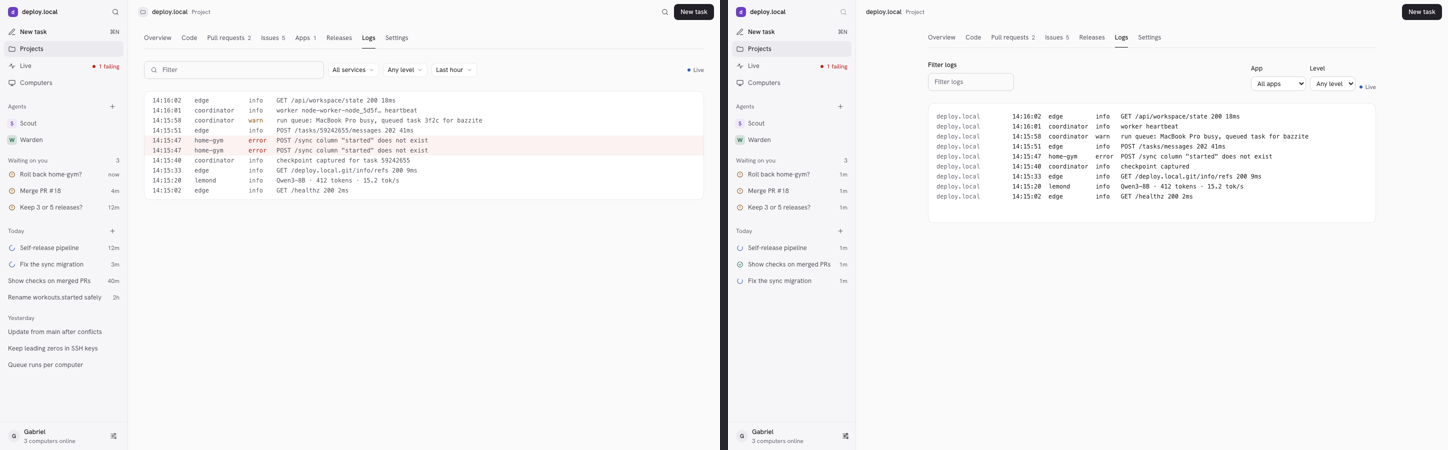 d deploy.local
New task ⌘N
Projects
Live 1 failing
Computers
Agents +
S Scout
W Warden
Waiting on you 3
Roll back home-gym? now
Merge PR #18 4m
Keep 3 or 5 releases? 12m
Today +
Self-release pipeline 12m
Fix the sync migration 3m
Show checks on merged PRs 40m
Rename workouts.started safely 2h
Yesterday
Update from main after conflicts
Keep leading zeros in SSH keys
Queue runs per computer
G Gabriel
3 computers online
deploy.local Project New task
Overview Code Pull requests 2 Issues 5 Apps 1 Releases Logs Settings
Filter All services Any level Last hour Live
14:16:02 edge info GET /api/workspace/state 200 18ms
14:16:01 coordinator info worker node-worker-node_5d5f… heartbeat
14:15:58 coordinator warn run queue: MacBook Pro busy, queued task 3f2c for bazzite
14:15:51 edge info POST /tasks/59242655/messages 202 41ms
14:15:47 home-gym error POST /sync column "started" does not exist
14:15:47 home-gym error POST /sync column "started" does not exist
14:15:40 coordinator info checkpoint captured for task 59242655
14:15:33 edge info GET /deploy.local.git/info/refs 200 9ms
14:15:20 lemond info Qwen3-8B · 412 tokens · 15.2 tok/s
14:15:02 edge info GET /healthz 200 2ms
d deploy.local
New task ⌘N
Projects
Live 1 failing
Computers
Agents +
S Scout
W Warden
Waiting on you 3
Roll back home-gym? 1m
Merge PR #18 1m
Keep 3 or 5 releases? 1m
Today +
Self-release pipeline 1m
Show checks on merged PRs 1m
Fix the sync migration 1m
G Gabriel
3 computers online
deploy.local Project New task
Overview Code Pull requests 2 Issues 5 Releases Logs Settings
Filter logs App Level
Filter logs All apps Any level Live
deploy.local 14:16:02 edge info GET /api/workspace/state 200 18ms
deploy.local 14:16:01 coordinator info worker heartbeat
deploy.local 14:15:58 coordinator warn run queue: MacBook Pro busy, queued task for bazzite
deploy.local 14:15:51 edge info POST /tasks/59242655/messages 202 41ms
deploy.local 14:15:47 home-gym error POST /sync column "started" does not exist
deploy.local 14:15:40 coordinator info checkpoint captured
deploy.local 14:15:33 edge info GET /deploy.local.git/info/refs 200 9ms
deploy.local 14:15:20 lemond info Qwen3-8B · 412 tokens · 15.2 tok/s
deploy.local 14:15:02 edge info GET /healthz 200 2ms